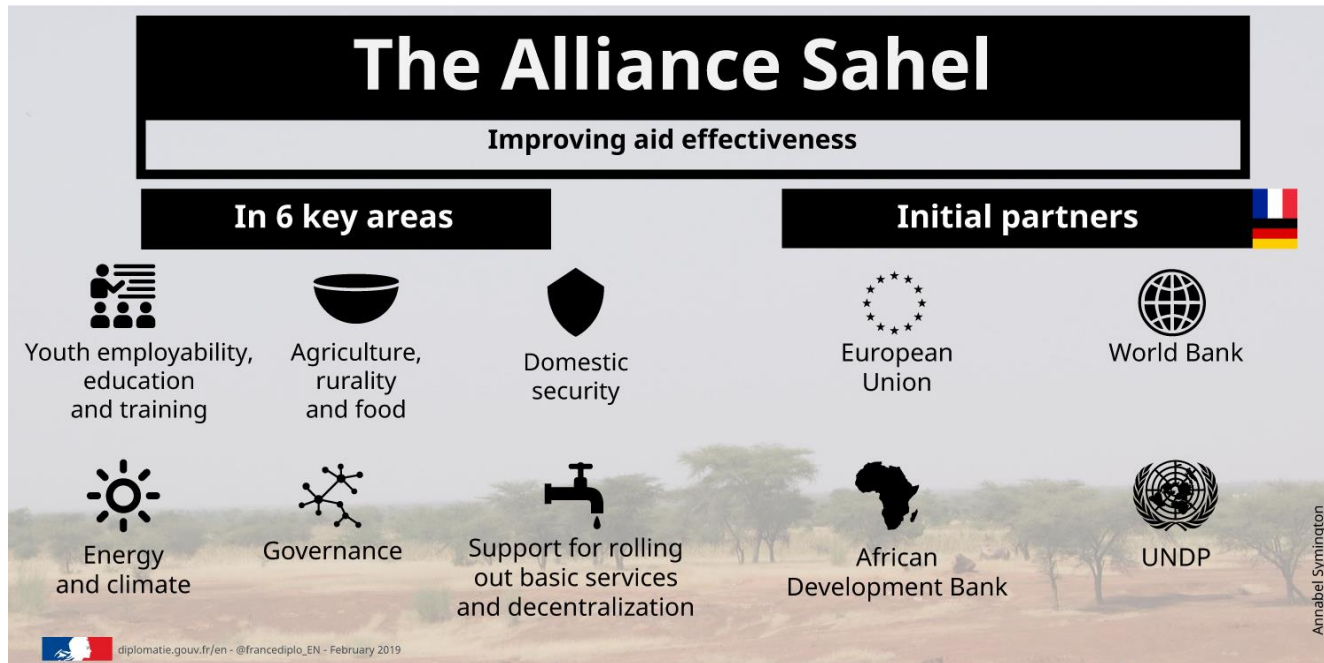 The Alliance Sahel
Improving aid effectiveness
In 6 key areas
Youth employability,
education
and training
Agriculture,
rurality
and food
Domestic
security
Energy
and climate
Governance
Support for rolling
out basic services
and decentralization
Initial partners
European
Union
World Bank
African
Development Bank
UNDP
Annabel Symington
diplomatie.gouv.fr/en - @francediplo_EN - February 2019